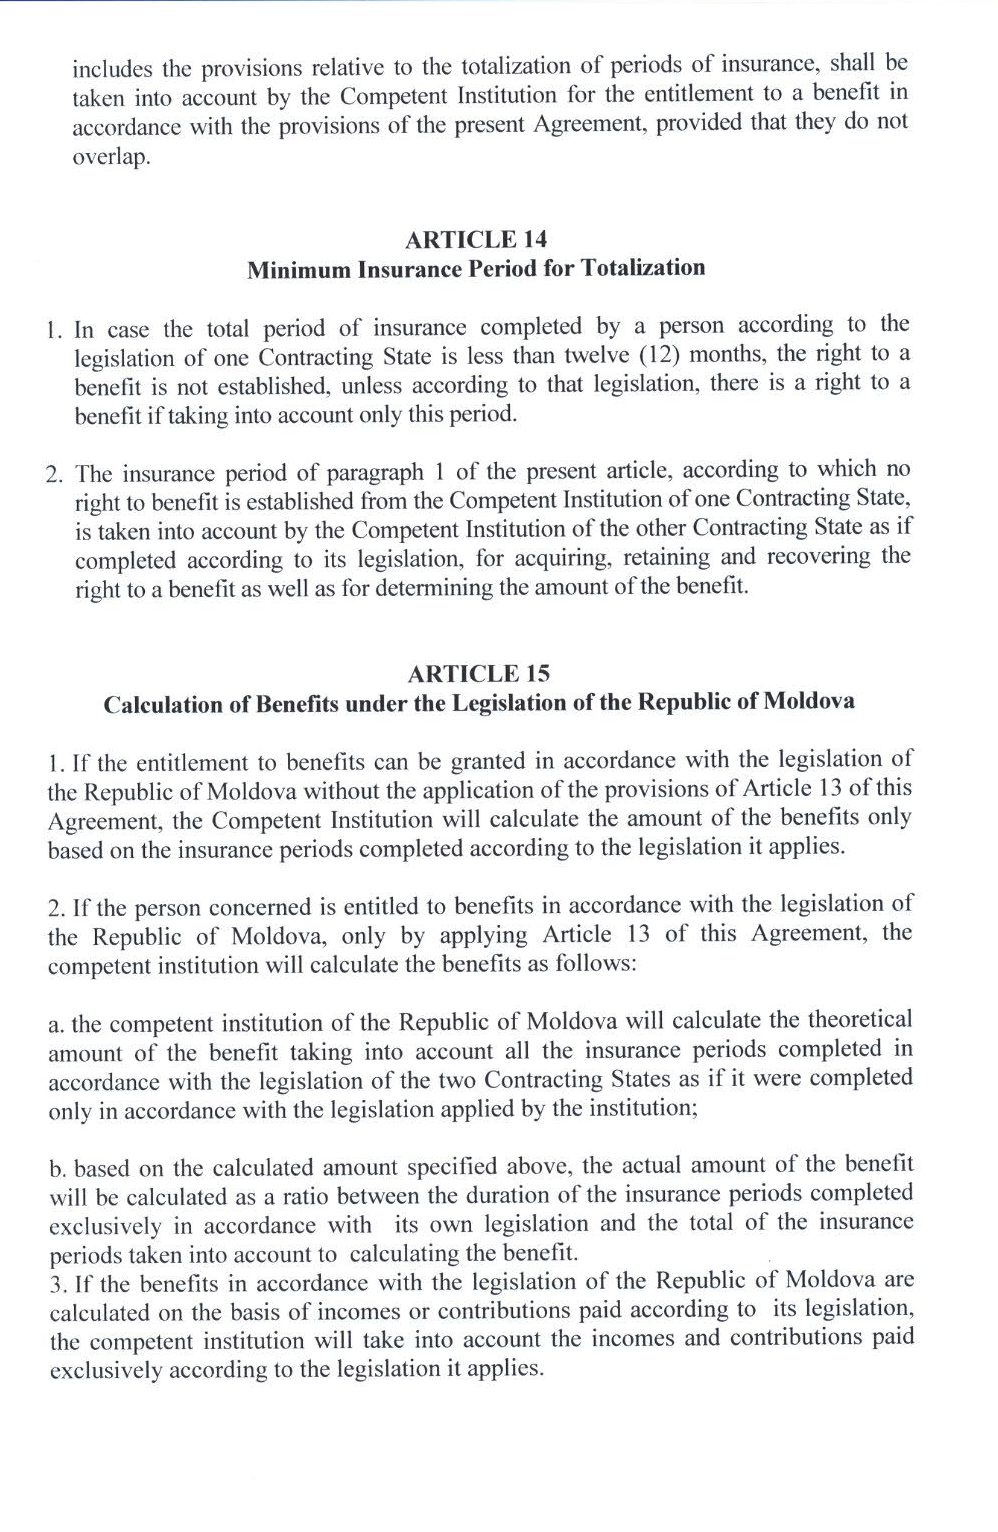 includes the provisions relative to the totalization of periods of insurance, shall be
taken into account by the Competent Institution for the entitlement to a benefit in
accordance with the provisions of the present Agreement, provided that they do not
overlap.
ARTICLE 14
Minimum Insurance Period for Totalization
1. In case the total period of insurance completed by a person according to the
legislation of one Contracting State is less than twelve (12) months, the right to a
benefit is not established, unless according to that legislation, there is a right to a
benefit if taking into account only this period.
2. The insurance period of paragraph 1 of the present article, according to which no
right to benefit is established from the Competent Institution of one Contracting State,
is taken into account by the Competent Institution of the other Contracting State as if
completed according to its legislation, for acquiring, retaining and recovering the
right to a benefit as well as for determining the amount of the benefit.
ARTICLE 15
Calculation of Benefits under the Legislation of the Republic of Moldova
1. If the entitlement to benefits can be granted in accordance with the legislation of
the Republic of Moldova without the application of the provisions of Article 13 of this
Agreement, the Competent Institution will calculate the amount of the benefits only
based on the insurance periods completed according to the legislation it applies.
2. If the person concerned is entitled to benefits in accordance with the legislation of
the Republic of Moldova, only by applying Article 13 of this Agreement, the
competent institution will calculate the benefits as follows:
a. the competent institution of the Republic of Moldova will calculate the theoretical
amount of the benefit taking into account all the insurance periods completed in
accordance with the legislation of the two Contracting States as if it were completed
only in accordance with the legislation applied by the institution;
b. based on the calculated amount specified above, the actual amount of the benefit
will be calculated as a ratio between the duration of the insurance periods completed
exclusively in accordance with its own legislation and the total of the insurance
periods taken into account to calculating the benefit.
3. If the benefits in accordance with the legislation of the Republic of Moldova are
calculated on the basis of incomes or contributions paid according to its legislation,
the competent institution will take into account the incomes and contributions paid
exclusively according to the legislation it applies.